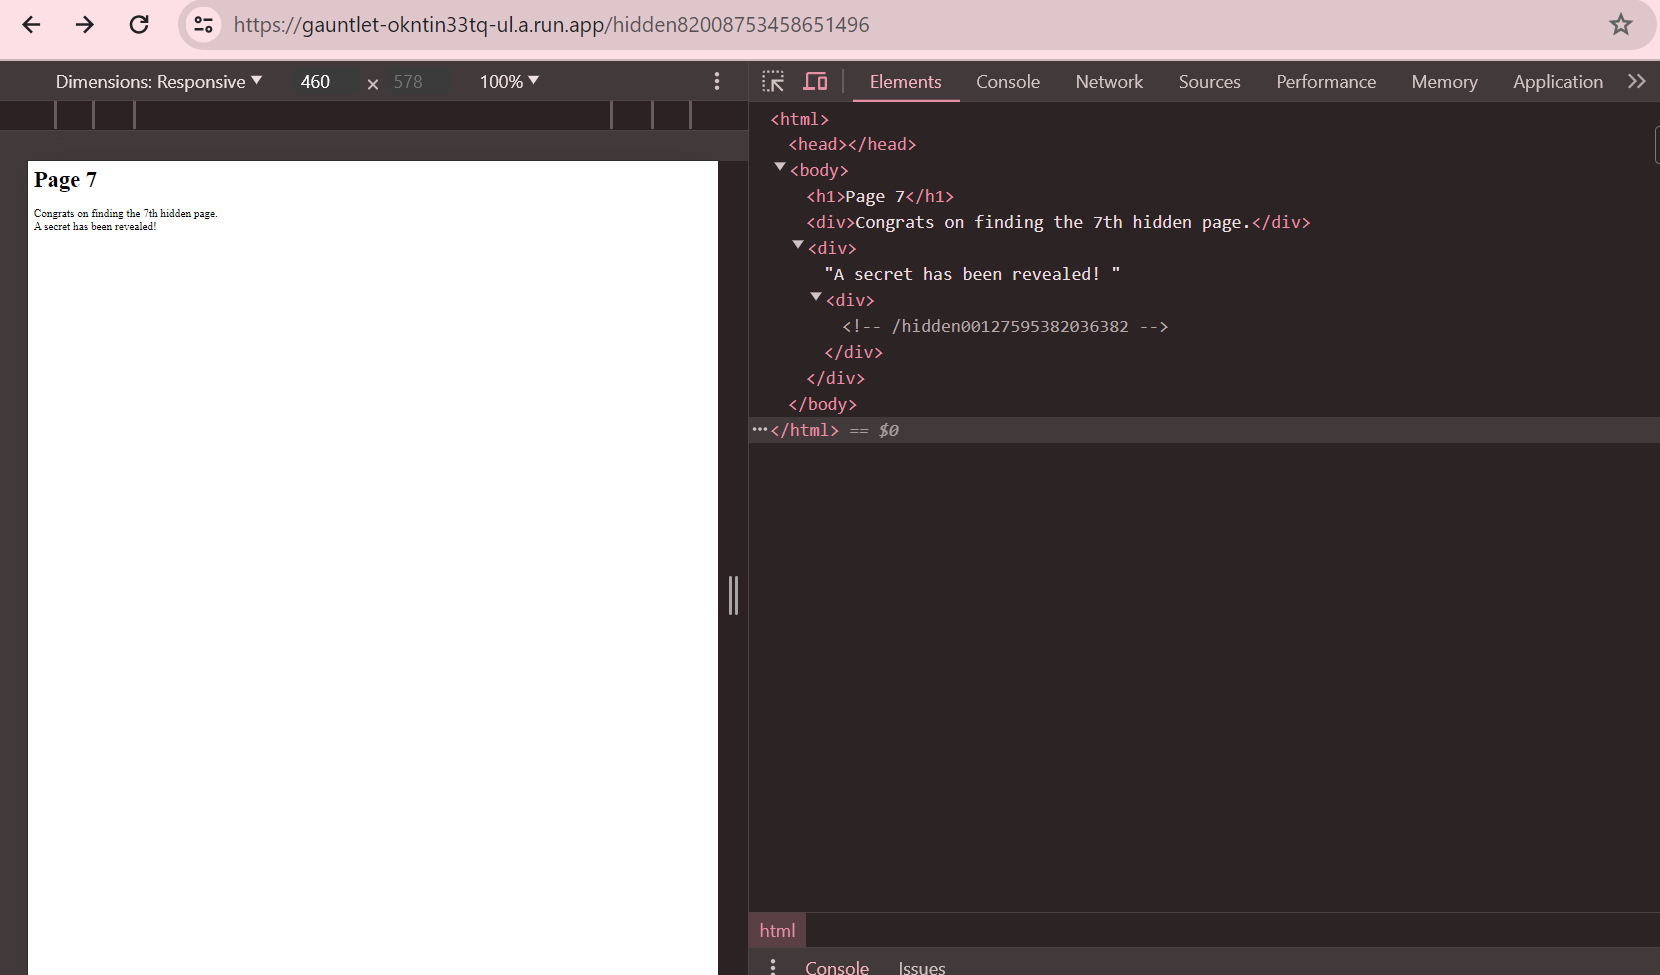 https://gauntlet-okntin33tq-ul.a.run.app/hidden82008753458651496
Dimensions: Responsive 460 × 578 100%
Elements Console Network Sources Performance Memory Application
Page 7
Congrats on finding the 7th hidden page.
A secret has been revealed!
<html>
<head></head>
<body>
<h1>Page 7</h1>
<div>Congrats on finding the 7th hidden page.</div>
<div>
"A secret has been revealed! "
<div>
<!-- /hidden00127595382036382 -->
</div>
</div>
</body>
</html> == $0
html
Console Issues